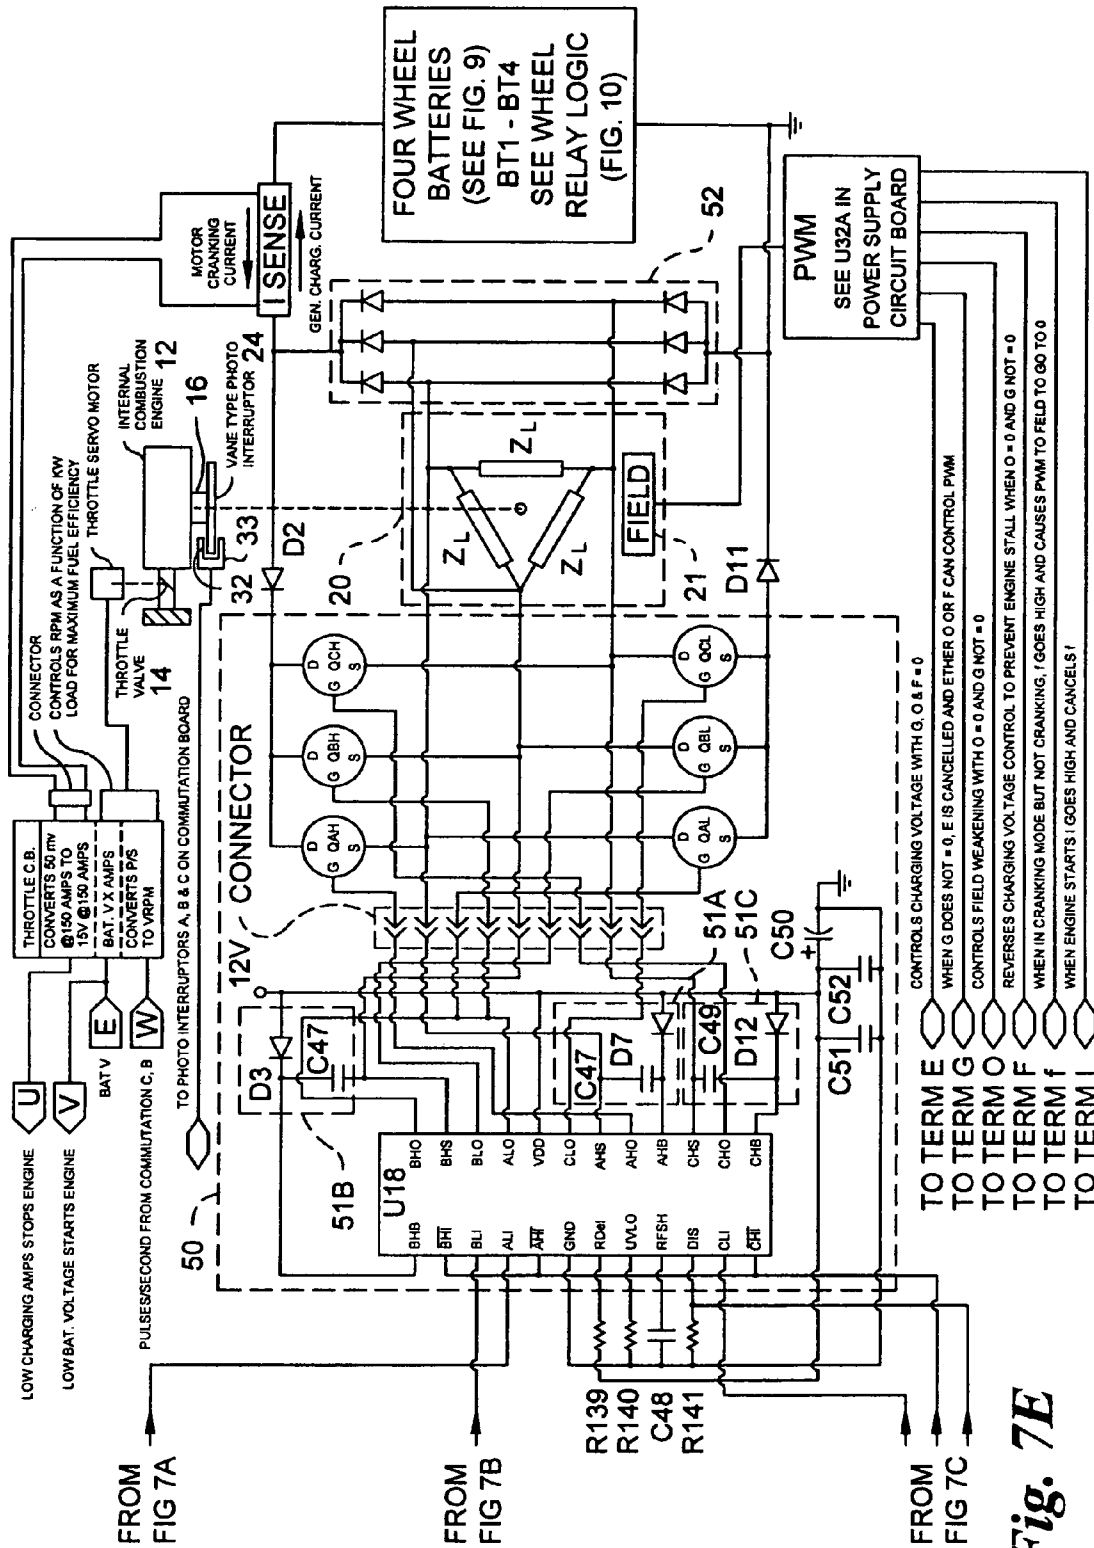 LOW CHARGING AMPS STOPS ENGINE
U
LOW BAT. VOLTAGE STARTS ENGINE
V
BAT V
E
W
PULSES/SECOND FROM COMMUTATION C, B
THROTTLE C.B.
CONVERTS 50 mv
@150 AMPS TO
15V @150 AMPS
BAT. V X AMPS
CONVERTS P/S
TO VRPM
CONNECTOR
CONTROLS RPM AS A FUNCTION OF KW
LOAD FOR MAXIMUM FUEL EFFICIENCY
THROTTLE SERVO MOTOR
INTERNAL
COMBUSTION
ENGINE 12
16
VANE TYPE PHOTO
INTERRUPTOR 24
THROTTLE
VALVE
14
32
33
TO PHOTO INTERRUPTORS A, B & C ON COMMUTATION BOARD
MOTOR
CRANKING
CURRENT
I SENSE
GEN. CHARG. CURRENT
FOUR WHEEL
BATTERIES
(SEE FIG. 9)
BT1 - BT4
SEE WHEEL
RELAY LOGIC
(FIG. 10)
52
D2
20
Z L
Z L
Z L
FIELD
21
D11
PWM
SEE U32A IN
POWER SUPPLY
CIRCUIT BOARD
50
12V
CONNECTOR
D
G QAH
S
D
G QBH
S
D
G QCH
S
D
G QAL
S
D
G QBL
S
D
G QCL
S
D3
C47
51B
C47
D7
51A
C49
D12
51C
C50
+
C51
C52
U18
BHB
BHI
BLI
ALI
AHI
GND
RDel
UVLO
RFSH
DIS
CLI
CHI
BHO
BHS
BLO
ALO
VDD
CLO
AHS
AHO
AHB
CHS
CHO
CHB
R139
R140
C48
R141
FROM
FIG 7A
FROM
FIG 7B
FROM
FIG 7C
TO TERM E
CONTROLS CHARGING VOLTAGE WITH G, O & F = 0
TO TERM G
WHEN G DOES NOT = 0, E IS CANCELLED AND ETHER O OR F CAN CONTROL PWM
TO TERM O
CONTROLS FIELD WEAKENING WITH O = 0 AND G NOT = 0
TO TERM F
REVERSES CHARGING VOLTAGE CONTROL TO PREVENT ENGINE STALL WHEN O = 0 AND G NOT = 0
TO TERM f
WHEN IN CRANKING MODE BUT NOT CRANKING, f GOES HIGH AND CAUSES PWM TO FELD TO GO TO 0
TO TERM I
WHEN ENGINE STARTS I GOES HIGH AND CANCELS f
Fig. 7E